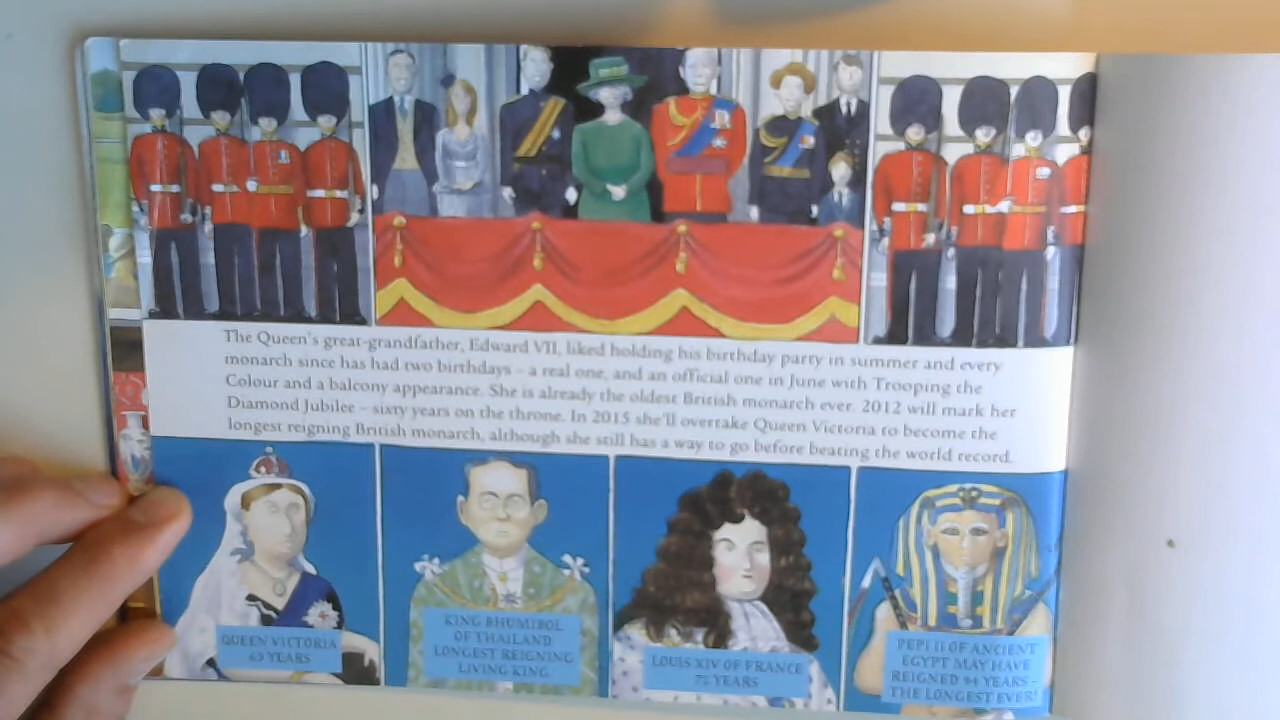 The Queen's great-grandfather, Edward VII, liked holding his birthday party in summer and every
monarch since has had two birthdays – a real one, and an official one in June with Trooping the
Colour and a balcony appearance. She is already the oldest British monarch ever. 2012 will mark her
Diamond Jubilee – sixty years on the throne. In 2015 she'll overtake Queen Victoria to become the
longest reigning British monarch, although she still has a way to go before beating the world record.
QUEEN VICTORIA
63 YEARS
KING BHUMIBOL
OF THAILAND
LONGEST REIGNING
LIVING KING
LOUIS XIV OF FRANCE
72 YEARS
PEPI II OF ANCIENT
EGYPT MAY HAVE
REIGNED 94 YEARS –
THE LONGEST EVER!